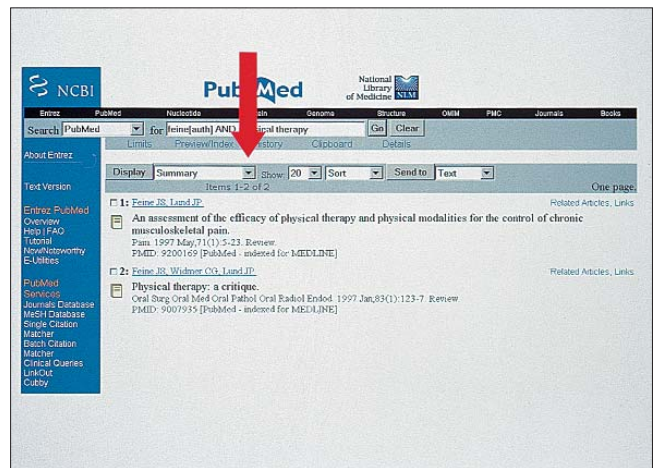 NCBI
PubMed
National
Library
of Medicine NLM
Entrez PubMed Nucleotide Genome Structure OMIM PMC Journals Books
Search PubMed for feine[auth] AND therapy Go Clear
Limits Preview/Index Clipboard Details
About Entrez
Display Summary Show: 20 Sort Send to Text
Text Version
Items 1-2 of 2 One page.
1: Feine JS, Lund JP. Related Articles, Links
An assessment of the efficacy of physical therapy and physical modalities for the control of chronic
musculoskeletal pain.
Pain. 1997 May;71(1):5-23. Review.
PMID: 9200169 [PubMed - indexed for MEDLINE]
2: Feine JS, Widmer CG, Lund JP. Related Articles, Links
Physical therapy: a critique.
Oral Surg Oral Med Oral Pathol Oral Radiol Endod. 1997 Jan;83(1):123-7. Review.
PMID: 9007935 [PubMed - indexed for MEDLINE]
Entrez PubMed
Overview
Help | FAQ
Tutorial
New/Noteworthy
E-Utilities
PubMed
Services
Journals Database
MeSH Database
Single Citation
Matcher
Batch Citation
Matcher
Clinical Queries
LinkOut
Cubby